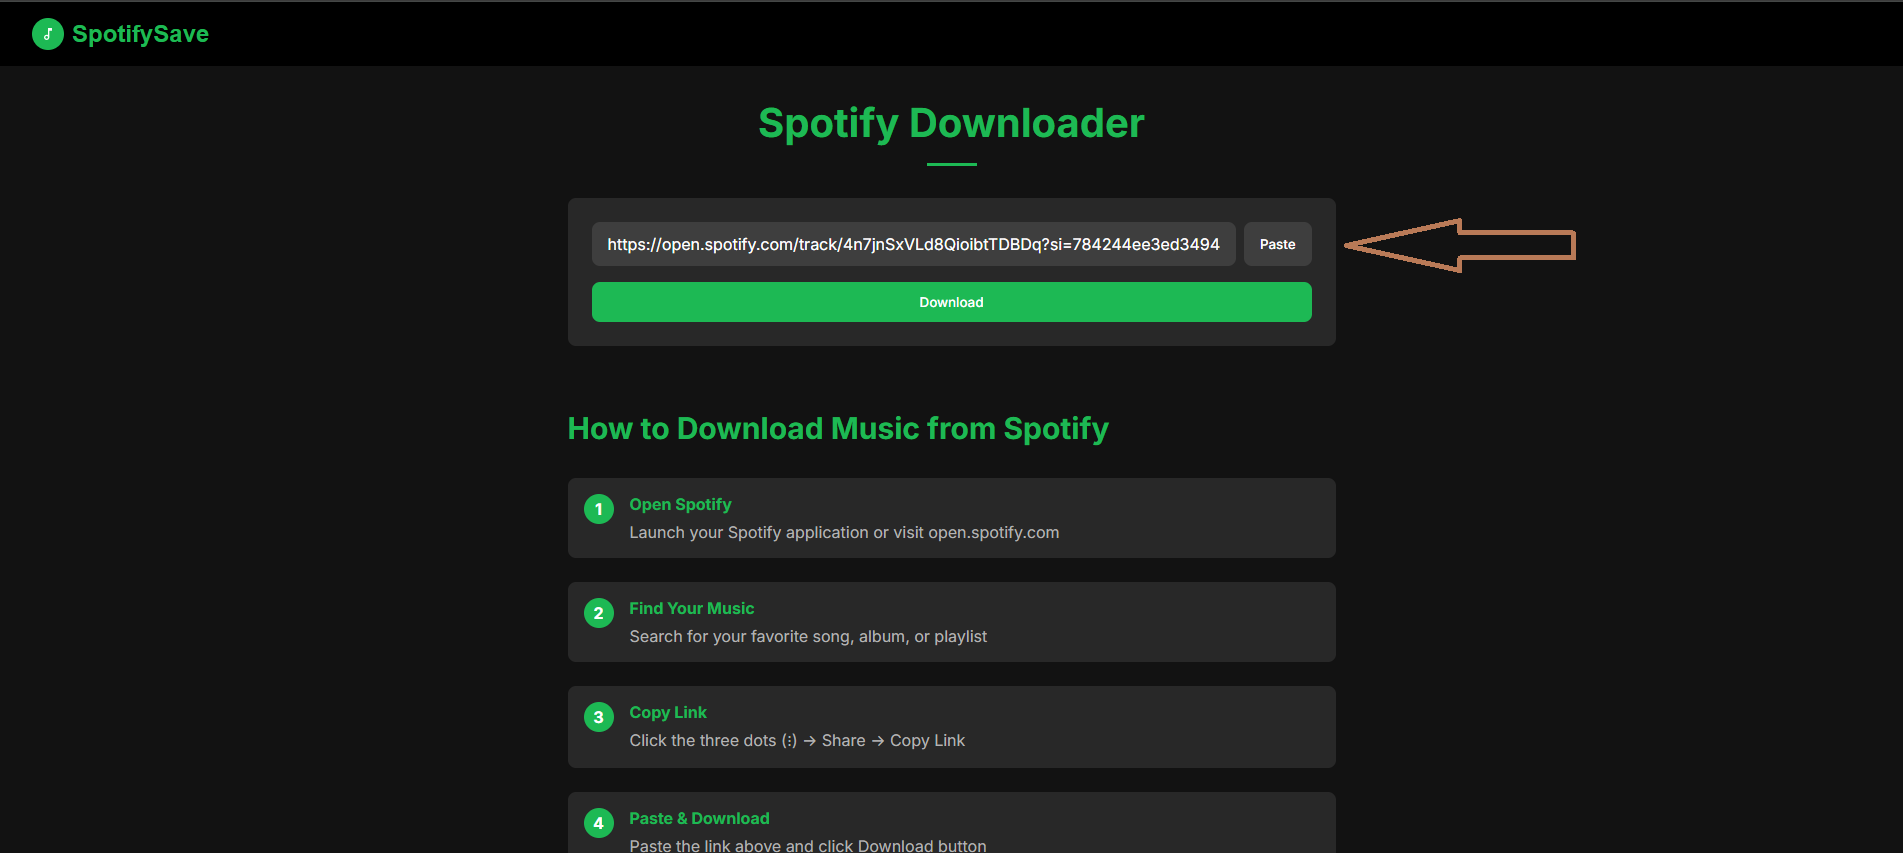 SpotifySave
Spotify Downloader
https://open.spotify.com/track/4n7jnSxVLd8QioibtTDBDq?si=784244ee3ed3494
Paste
Download
How to Download Music from Spotify
1
Open Spotify
Launch your Spotify application or visit open.spotify.com
2
Find Your Music
Search for your favorite song, album, or playlist
3
Copy Link
Click the three dots (⋮) → Share → Copy Link
4
Paste & Download
Paste the link above and click Download button